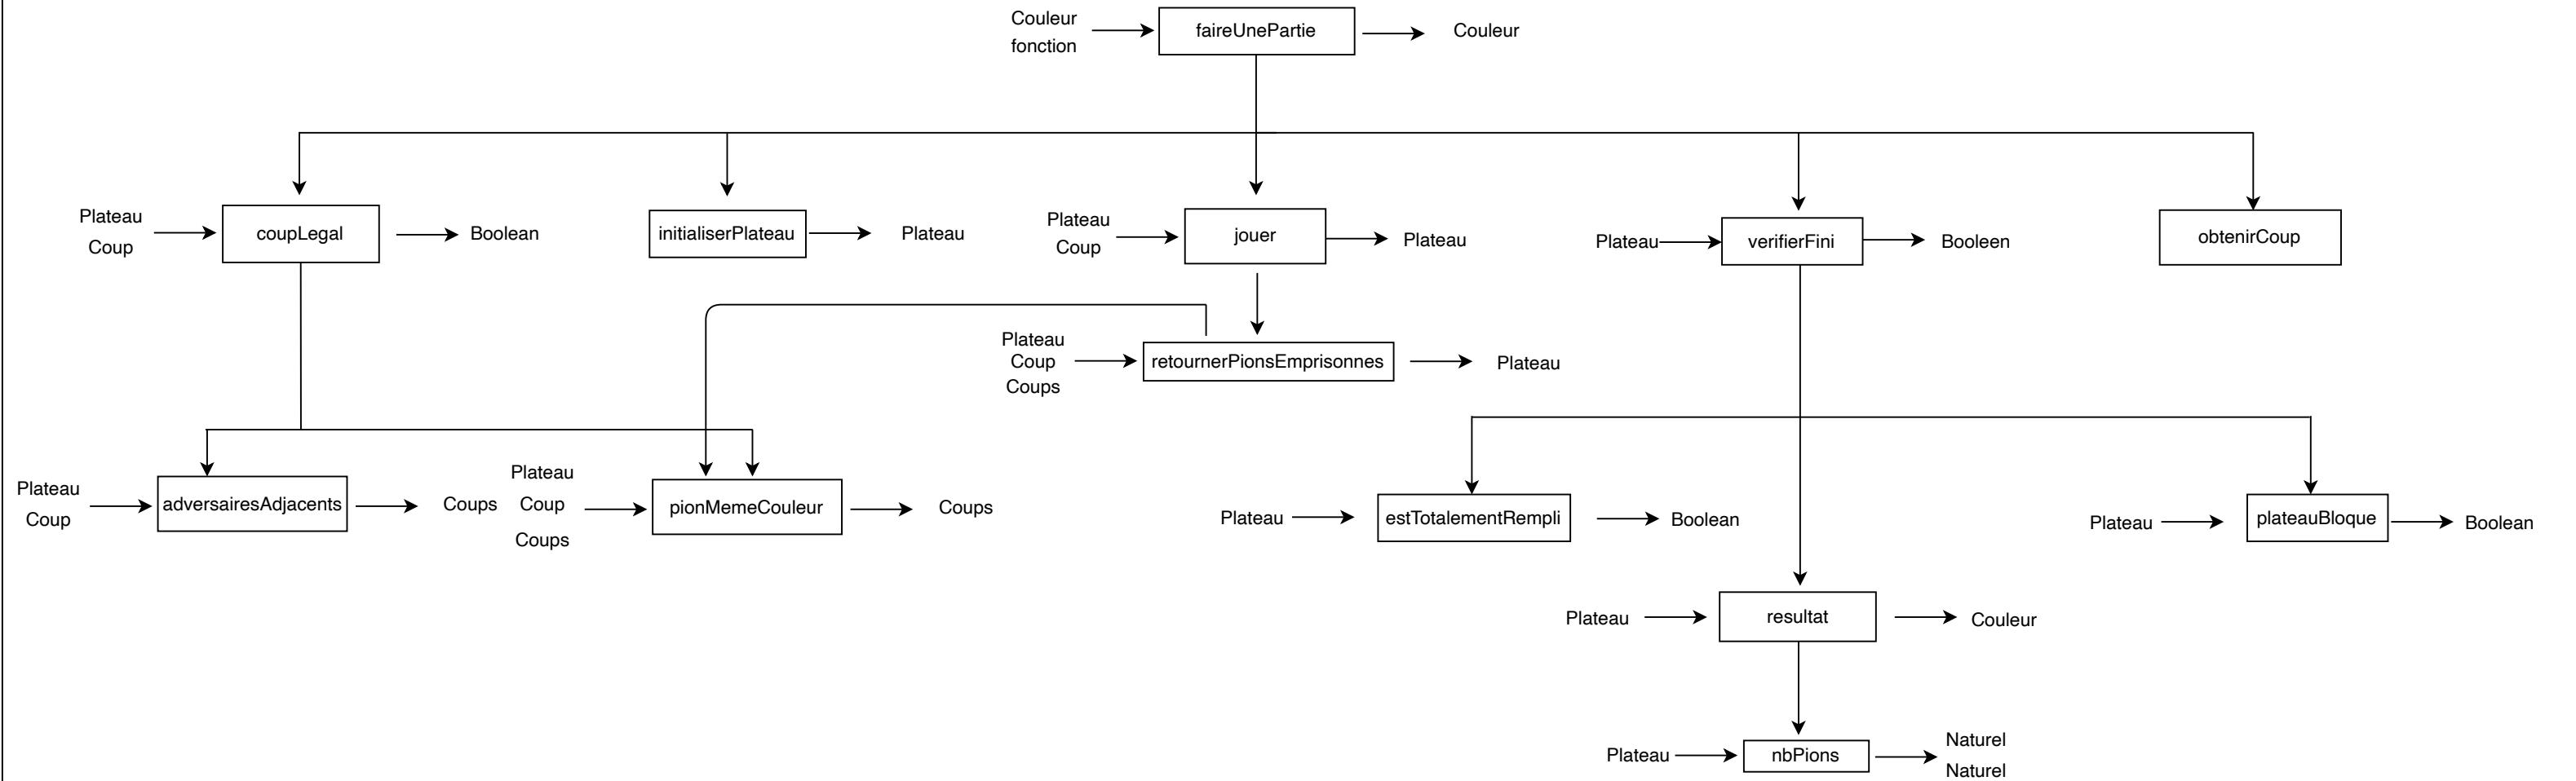 Couleur
fonction
faireUnePartie
Couleur
Plateau
Coup
coupLegal
Boolean
initialiserPlateau
Plateau
Plateau
Coup
jouer
Plateau
Plateau
verifierFini
Booleen
obtenirCoup
Plateau
Coup
Coups
retournerPionsEmprisonnes
Plateau
Plateau
Coup
adversairesAdjacents
Coups
Plateau
Coup
Coups
pionMemeCouleur
Coups
Plateau
estTotalementRempli
Boolean
Plateau
plateauBloque
Boolean
Plateau
resultat
Couleur
Plateau
nbPions
Naturel
Naturel